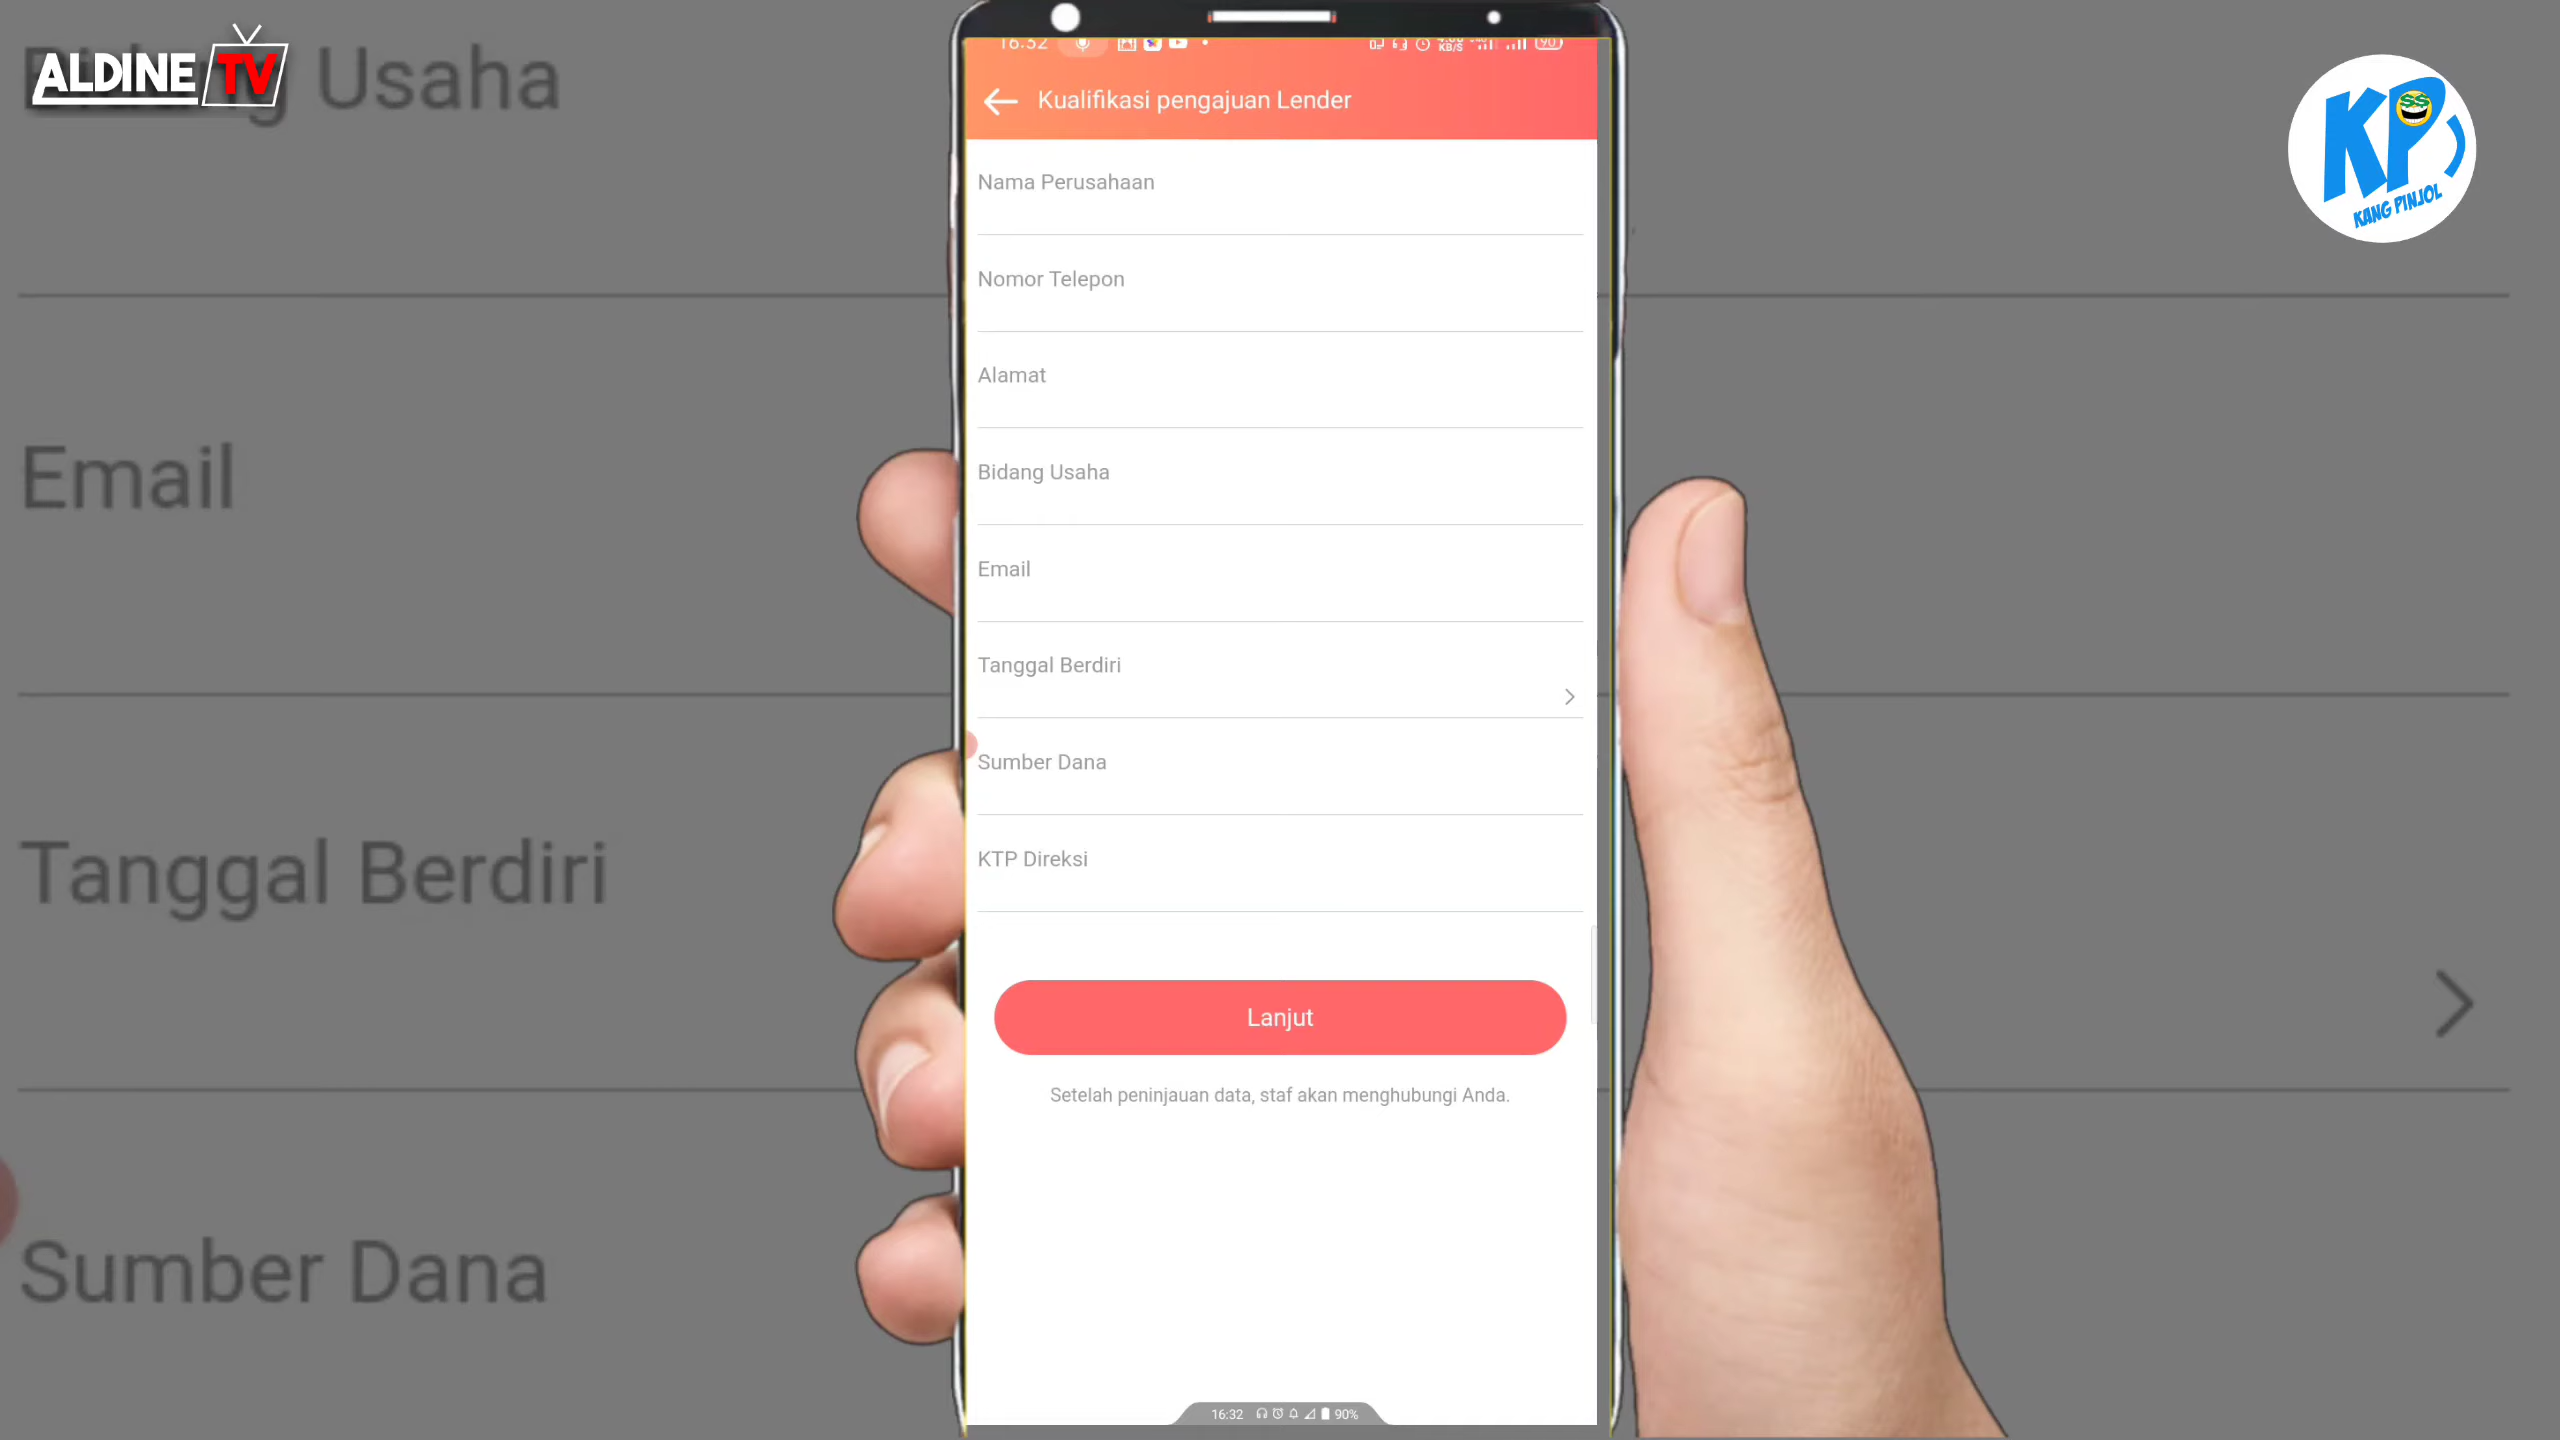 ALDINE TV
Usaha
Email
Tanggal Berdiri
Sumber Dana
16:32
KB/S
90
Kualifikasi pengajuan Lender
Nama Perusahaan
Nomor Telepon
Alamat
Bidang Usaha
Email
Tanggal Berdiri
Sumber Dana
KTP Direksi
Lanjut
Setelah peninjauan data, staf akan menghubungi Anda.
16:32 90%
KP
$$
KANG PINJOL